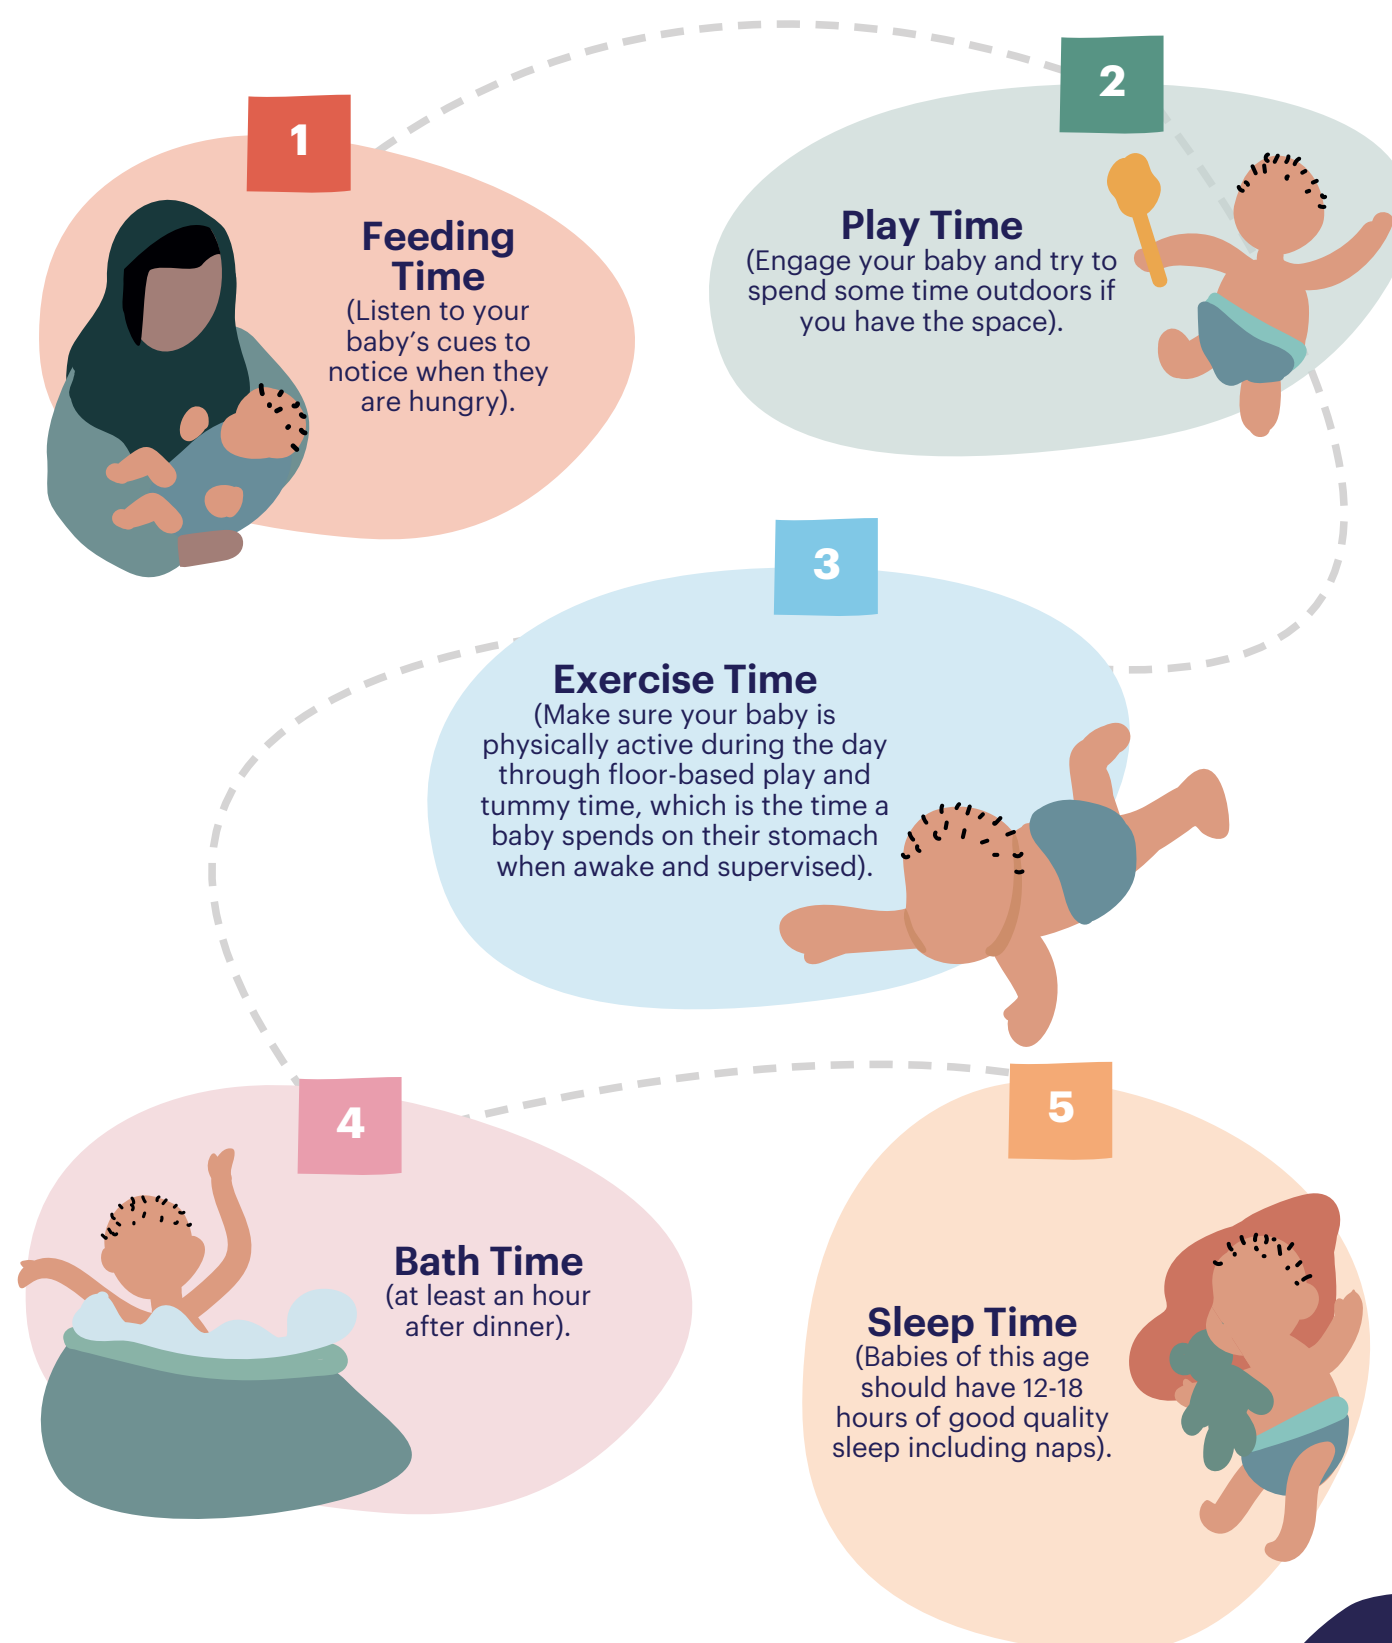 1
Feeding
Time
(Listen to your
baby’s cues to
notice when they
are hungry).
2
Play Time
(Engage your baby and try to
spend some time outdoors if
you have the space).
3
Exercise Time
(Make sure your baby is
physically active during the day
through floor-based play and
tummy time, which is the time a
baby spends on their stomach
when awake and supervised).
4
Bath Time
(at least an hour
after dinner).
5
Sleep Time
(Babies of this age
should have 12-18
hours of good quality
sleep including naps).